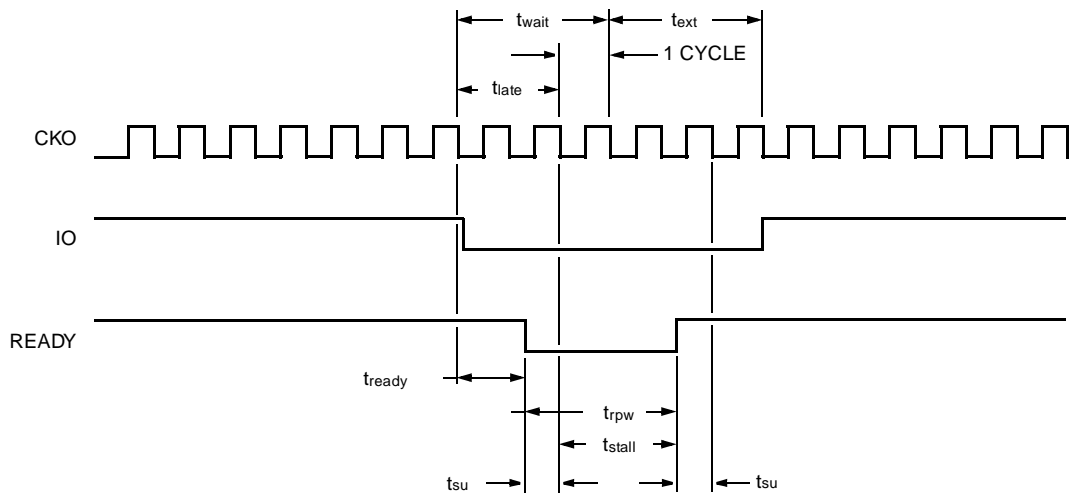 twait
text
1 CYCLE
tlate
CKO
IO
READY
tready
trpw
tstall
tsu
tsu